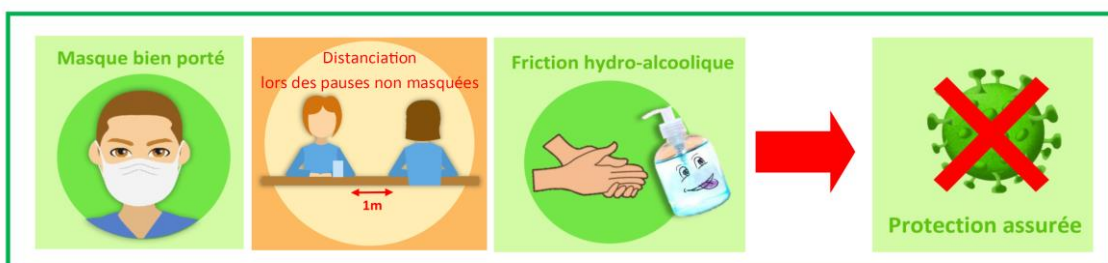 Masque bien porté
Distanciation
lors des pauses non masquées
1m
Friction hydro-alcoolique
Protection assurée